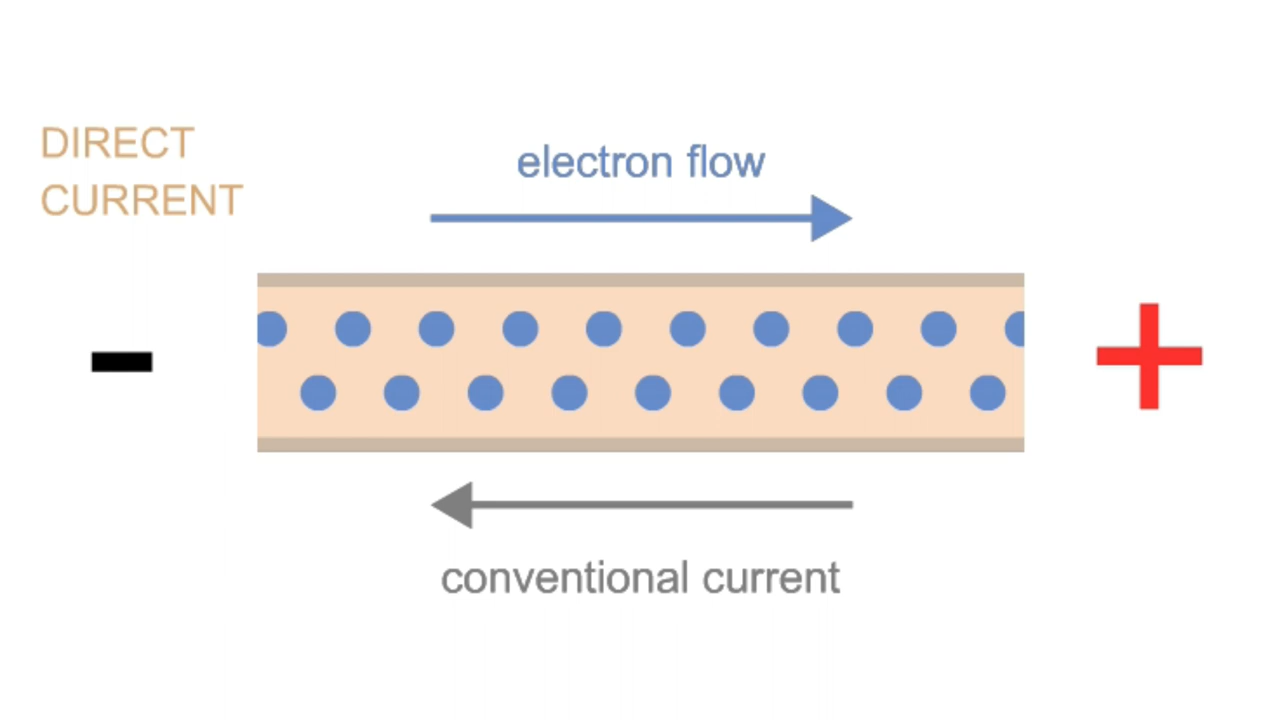 DIRECT
CURRENT
electron flow
-
+
conventional current